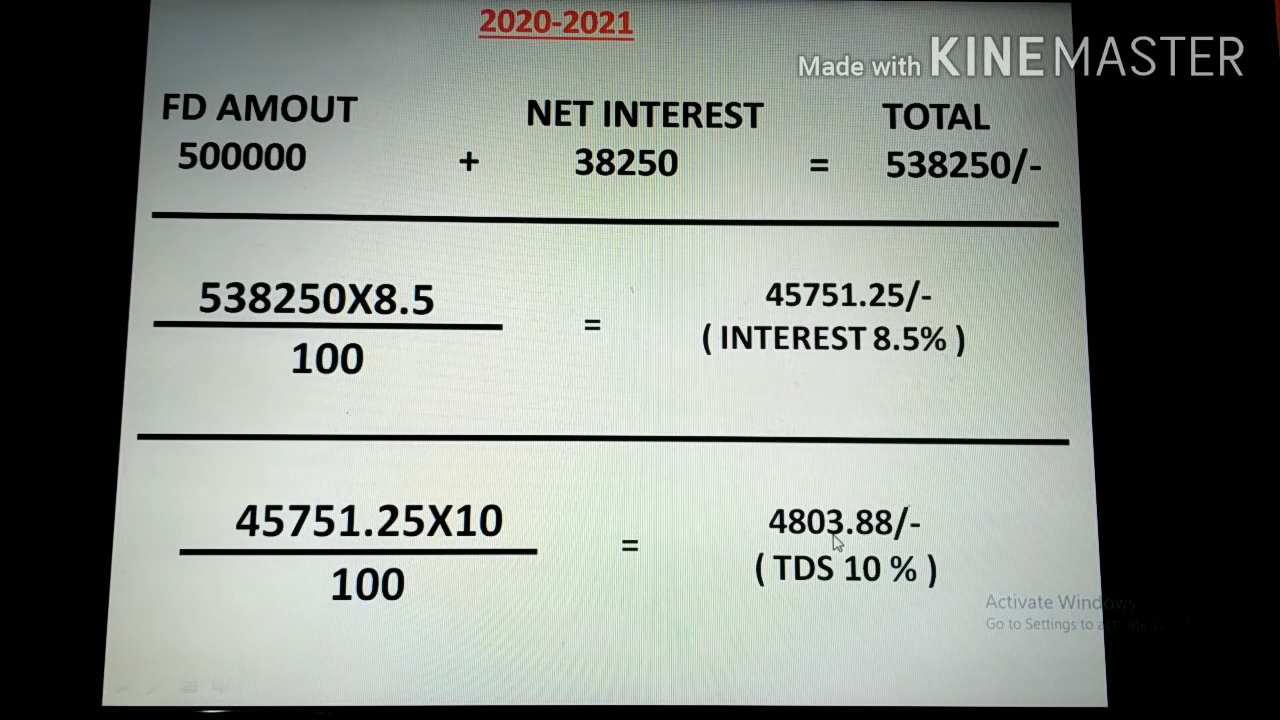 2020-2021
Made with KINEMASTER
FD AMOUT NET INTEREST TOTAL
500000 + 38250 = 538250/-
538250X8.5 = 45751.25/-
100 ( INTEREST 8.5% )
45751.25X10 = 4803.88/-
100 ( TDS 10 % )
Activate Windows
Go to Settings to